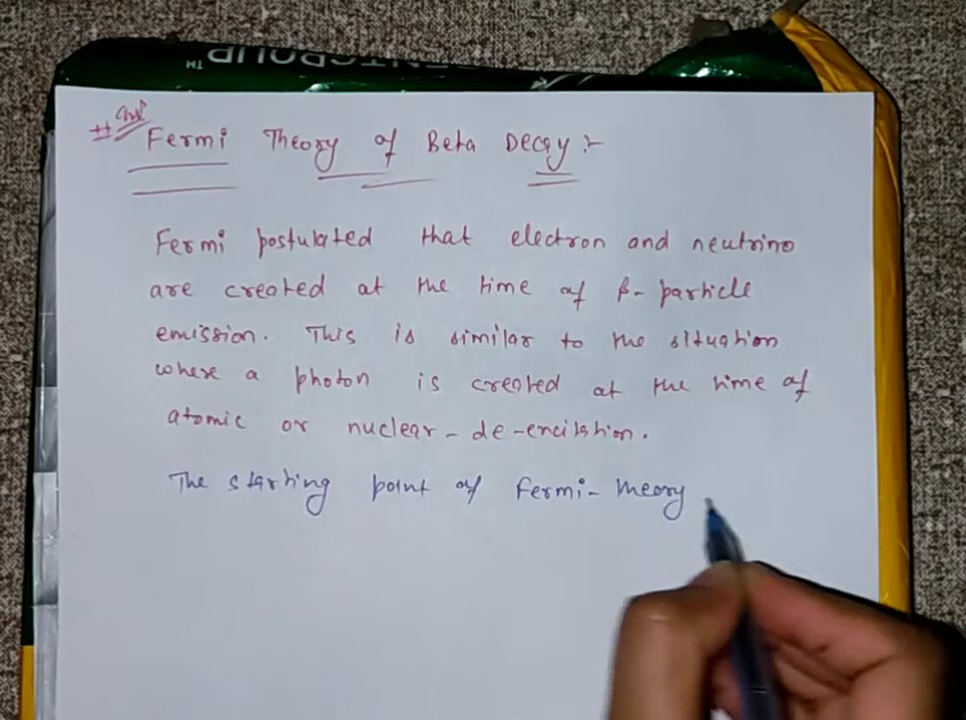 Fermi Theory of Beta Decay :-
Fermi postulated that electron and neutrino
are created at the time of β- particle
emission. This is similar to the situation
where a photon is created at the time of
atomic or nuclear - de-encitation.
The starting point of Fermi- theory